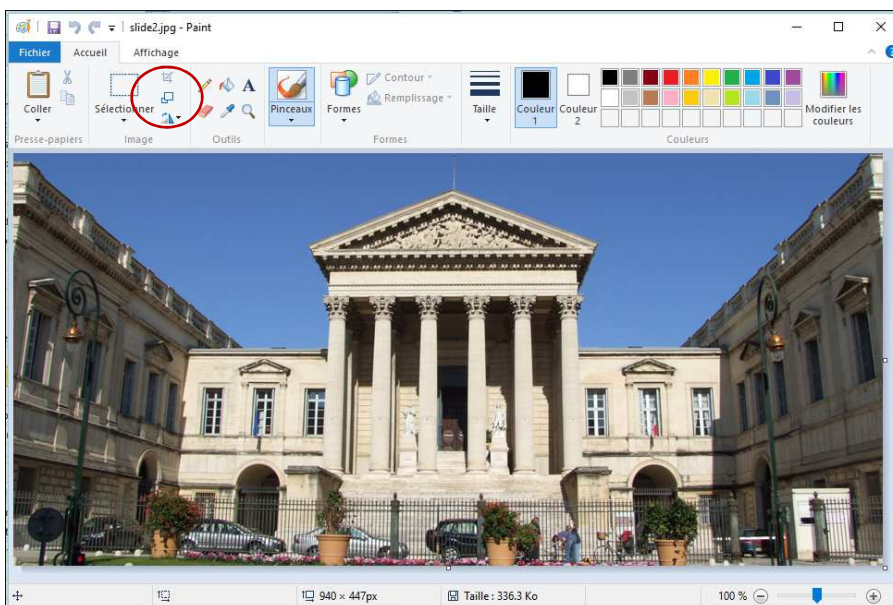 slide2.jpg - Paint
Fichier Accueil Affichage
Coller
Sélectionner
Pinceaux
Formes
Contour
Remplissage
Taille
Couleur 1
Couleur 2
Modifier les couleurs
Presse-papiers Image Outils Formes Couleurs
940 × 447px Taille : 336.3 Ko 100 %